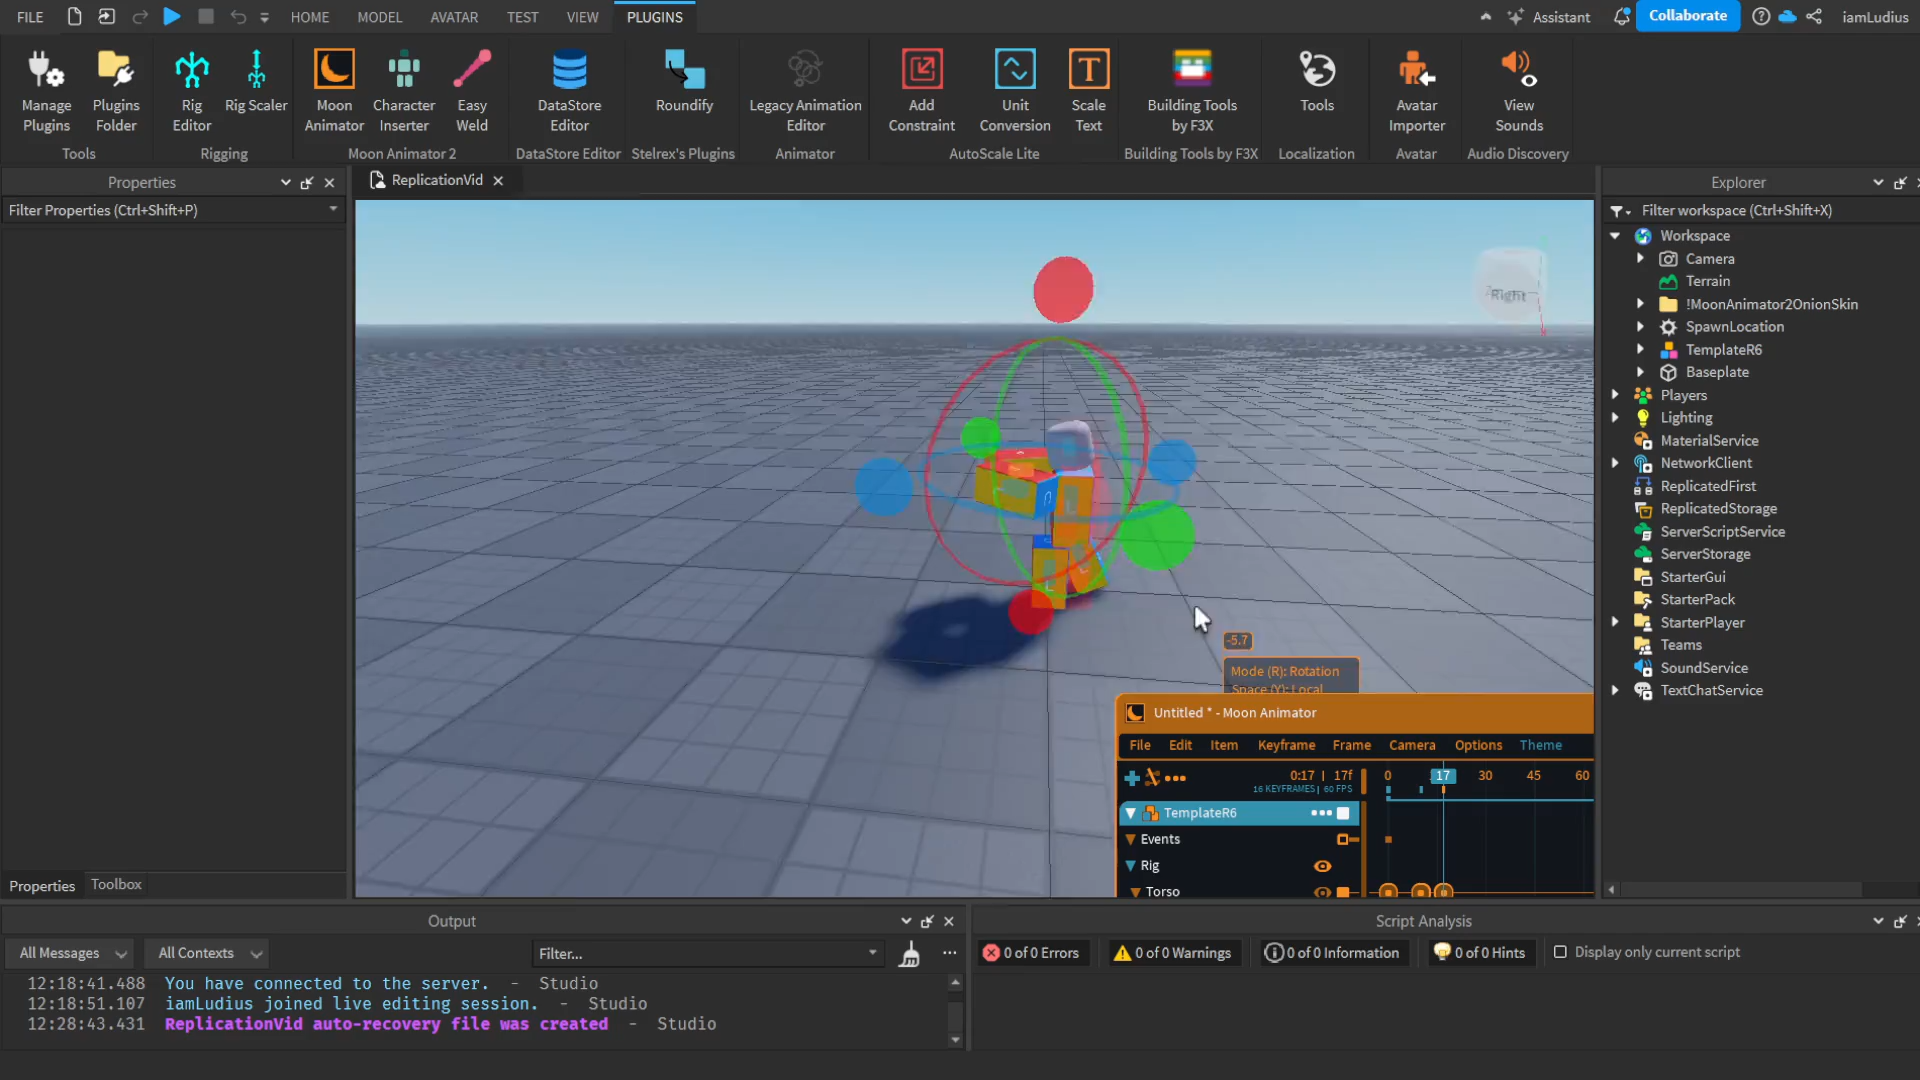 FILE HOME MODEL AVATAR TEST VIEW PLUGINS Assistant Collaborate iamLudius
Manage Plugins
Plugins Folder
Rig Editor
Rig Scaler
Moon Animator
Character Inserter
Easy Weld
DataStore Editor
Roundify
Legacy Animation Editor
Add Constraint
Unit Conversion
Scale Text
Building Tools by F3X
Tools
Avatar Importer
View Sounds
Tools Rigging Moon Animator 2 DataStore Editor Stelrex's Plugins Animator AutoScale Lite Building Tools by F3X Localization Avatar Audio Discovery
Properties
Filter Properties (Ctrl+Shift+P)
Properties Toolbox
ReplicationVid
Right
-5.7
Mode (R): Rotation
Space (Y): Local
Untitled * - Moon Animator
File Edit Item Keyframe Frame Camera Options Theme
0:17 | 17f 0 17 30 45 60
16 KEYFRAMES | 60 FPS
TemplateR6
Events
Rig
Torso
Explorer
Filter workspace (Ctrl+Shift+X)
Workspace
Camera
Terrain
!MoonAnimator2OnionSkin
SpawnLocation
TemplateR6
Baseplate
Players
Lighting
MaterialService
NetworkClient
ReplicatedFirst
ReplicatedStorage
ServerScriptService
ServerStorage
StarterGui
StarterPack
StarterPlayer
Teams
SoundService
TextChatService
Output
All Messages All Contexts Filter...
12:18:41.488 You have connected to the server. - Studio
12:18:51.107 iamLudius joined live editing session. - Studio
12:28:43.431 ReplicationVid auto-recovery file was created - Studio
Script Analysis
0 of 0 Errors 0 of 0 Warnings 0 of 0 Information 0 of 0 Hints Display only current script